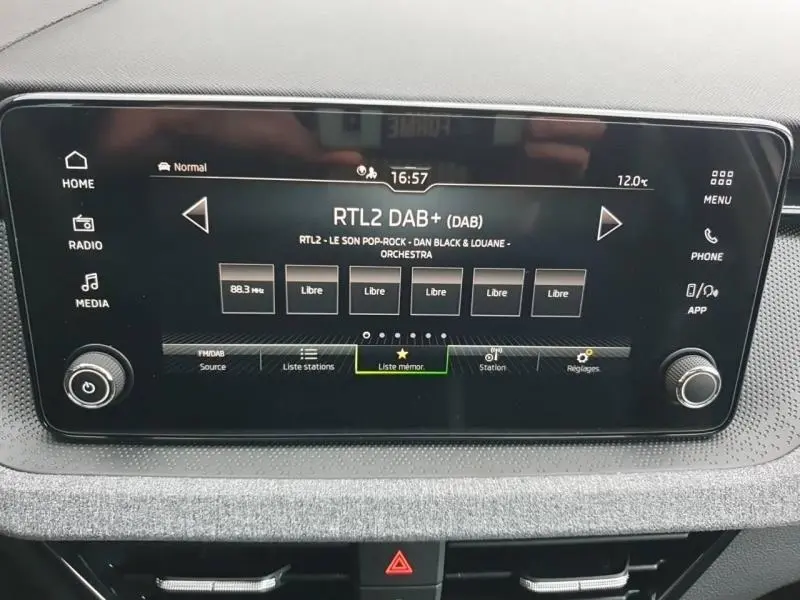 Normal
16:57
12.0°C
HOME
RADIO
MEDIA
RTL2 DAB+ (DAB)
RTL2 - LE SON POP-ROCK - DAN BLACK & LOUANE -
ORCHESTRA
88.3 MHz Libre Libre Libre Libre Libre
FM/DAB
Source
Liste stations
Liste mémor.
Station
Réglages
MENU
PHONE
APP